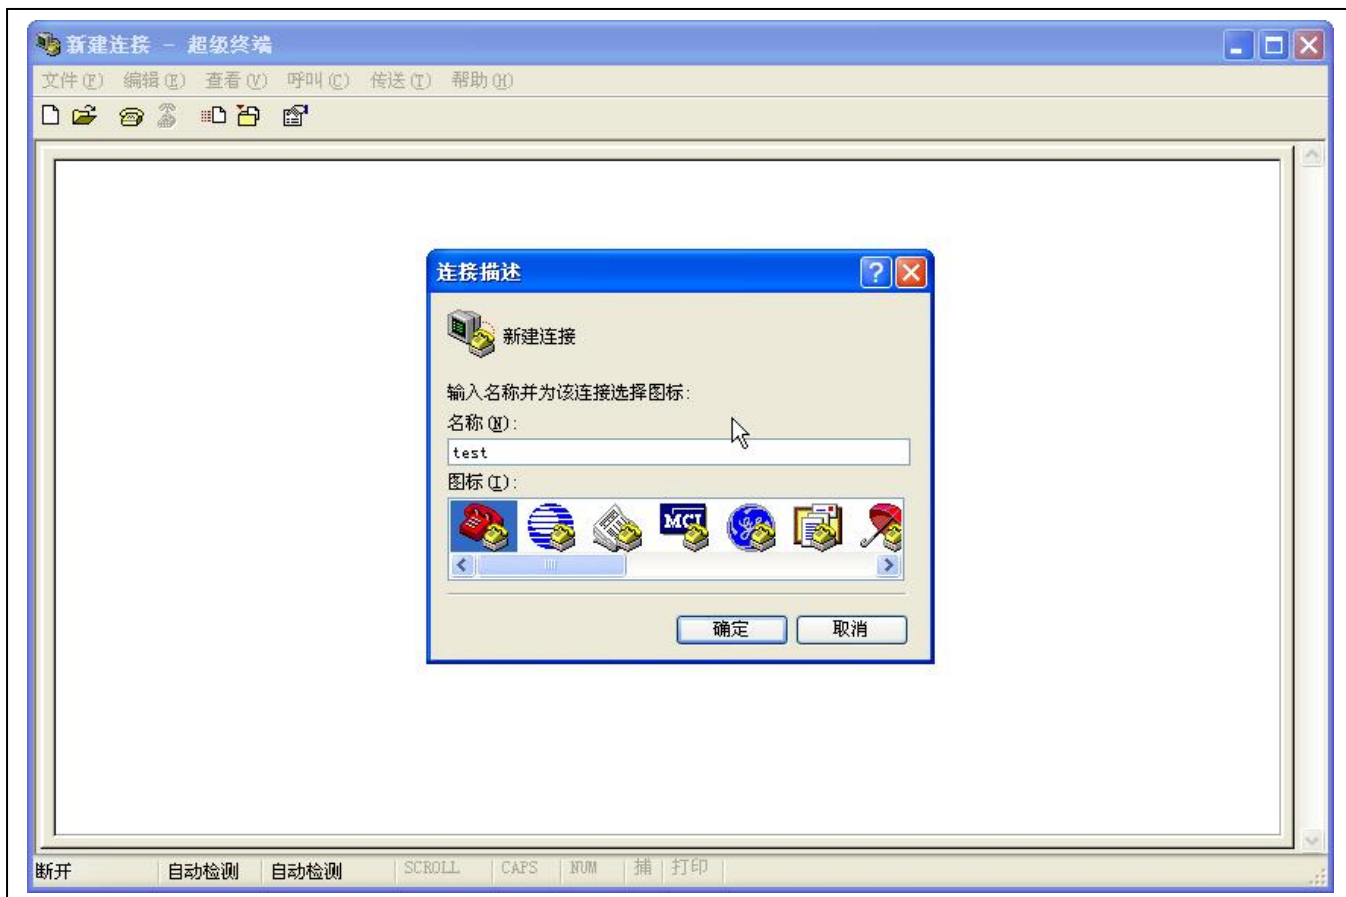 新建连接 - 超级终端
文件(F) 编辑(E) 查看(V) 呼叫(C) 传送(T) 帮助(H)
连接描述
新建连接
输入名称并为该连接选择图标:
名称(N):
test
图标(I):
MCI
确定 取消
断开 自动检测 自动检测 SCROLL CAPS NUM 捕 打印